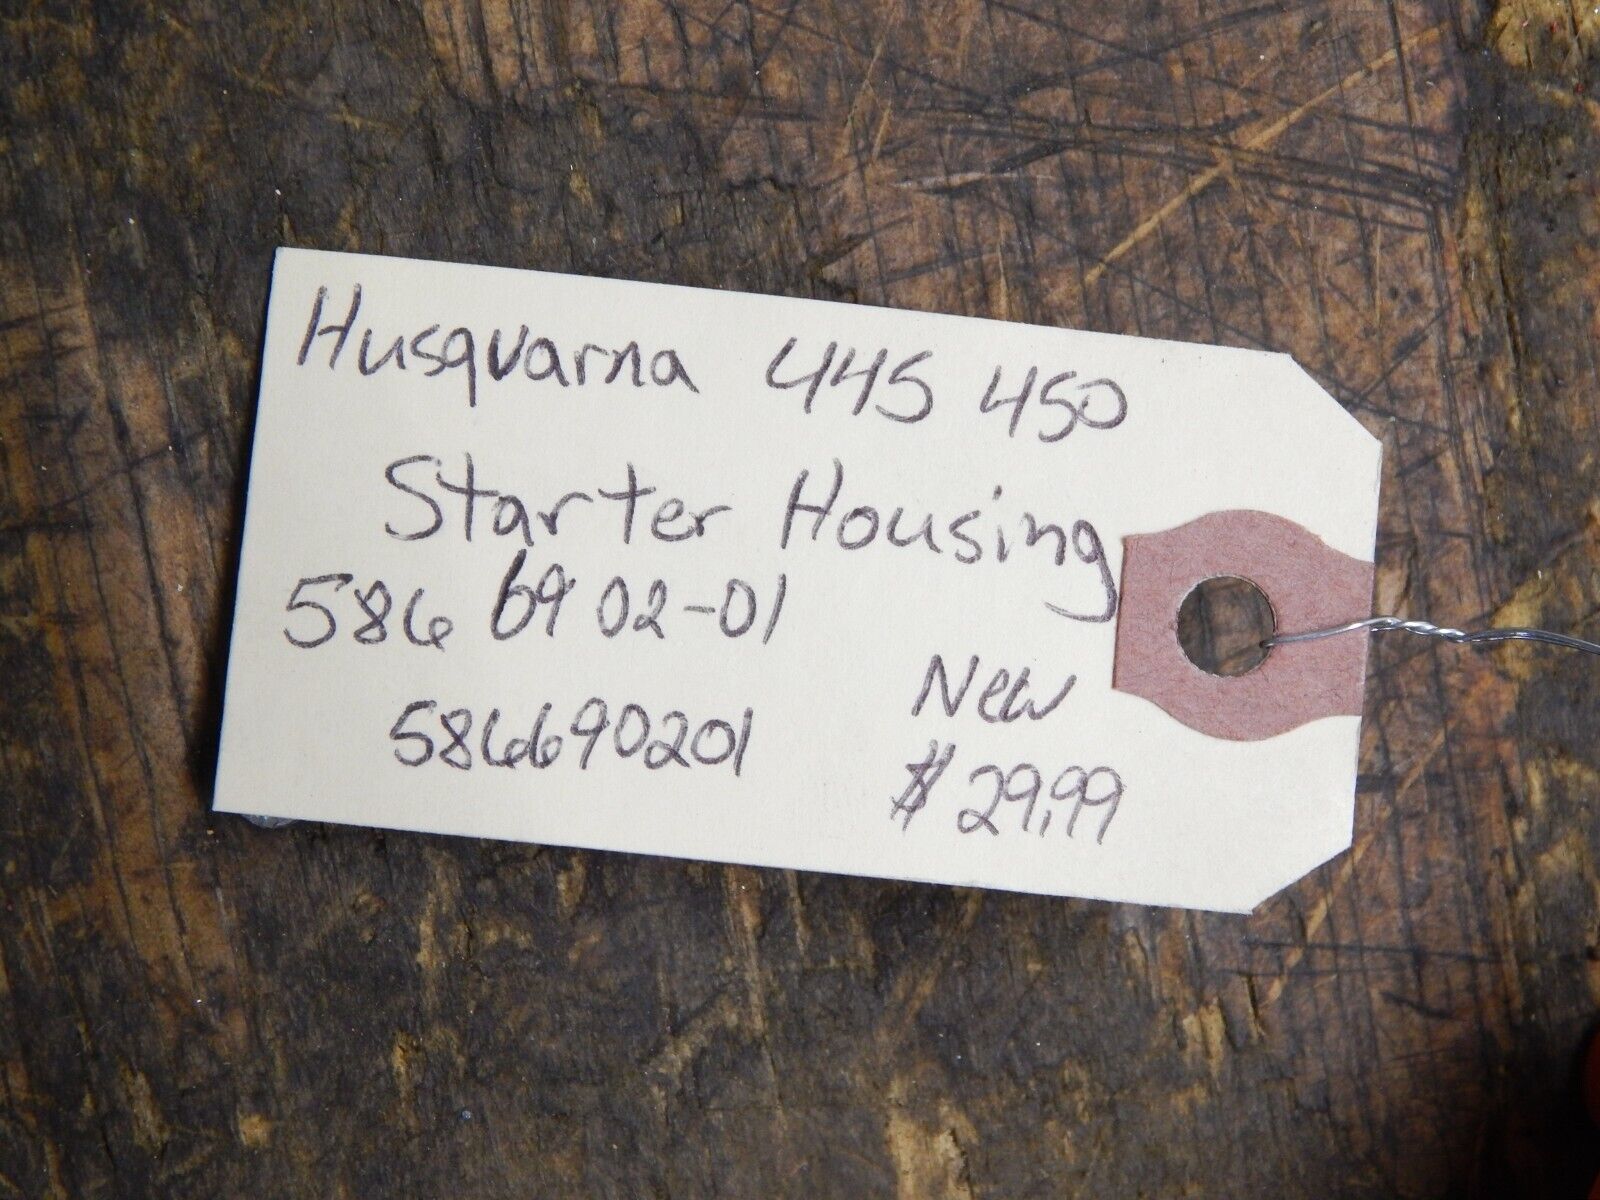 Husqvarna 445 450
Starter Housing
586 69 02-01
586690201
New
$29.99